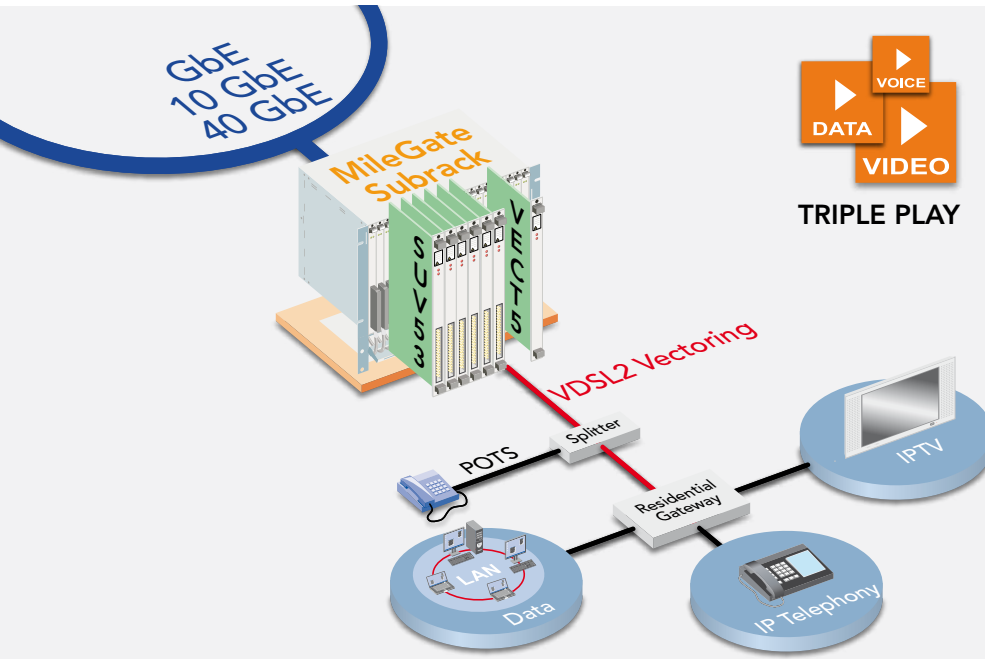 GbE
10 GbE
40 GbE
VOICE
DATA
VIDEO
TRIPLE PLAY
MileGate
Subrack
SUV53
VECT5
VDSL2 Vectoring
Splitter
POTS
Residential
Gateway
IPTV
LAN
Data
IP Telephony